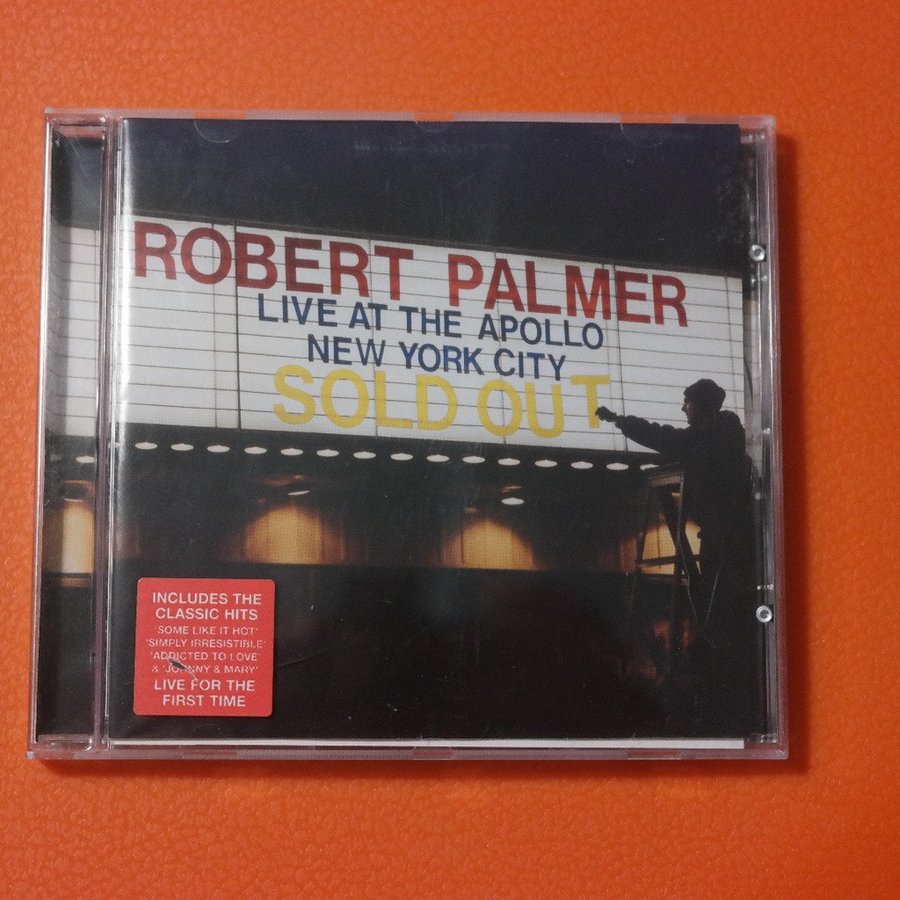 ROBERT PALMER
LIVE AT THE APOLLO
NEW YORK CITY
SOLD OUT
INCLUDES THE
CLASSIC HITS
'SOME LIKE IT HOT'
'SIMPLY IRRESISTIBLE'
'ADDICTED TO LOVE'
& 'JOHNNY & MARY'
LIVE FOR THE
FIRST TIME